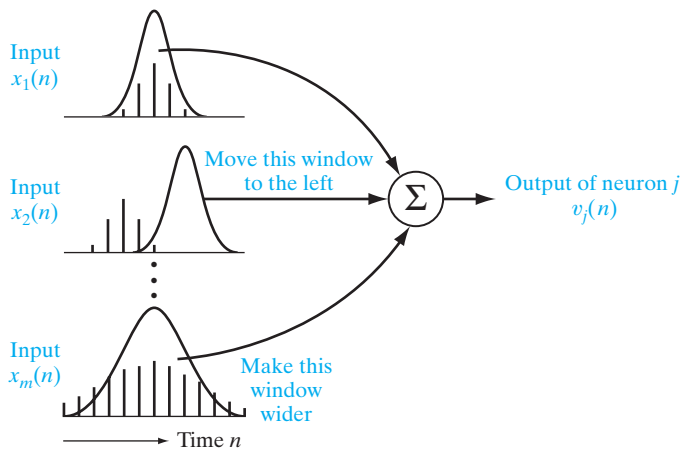 Input
x₁(n)
Move this window
to the left
Input
x₂(n)
Σ
Output of neuron j
vⱼ(n)
Input
xₘ(n)
Make this
window
wider
Time n